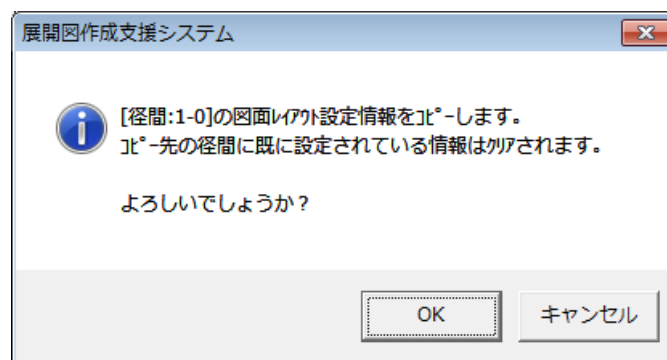 展開図作成支援システム
[径間:1-0]の図面ﾚｲｱｳﾄ設定情報をｺﾋﾟｰします。
ｺﾋﾟｰ先の径間に既に設定されている情報はｸﾘｱされます。
よろしいでしょうか？
OK
キャンセル